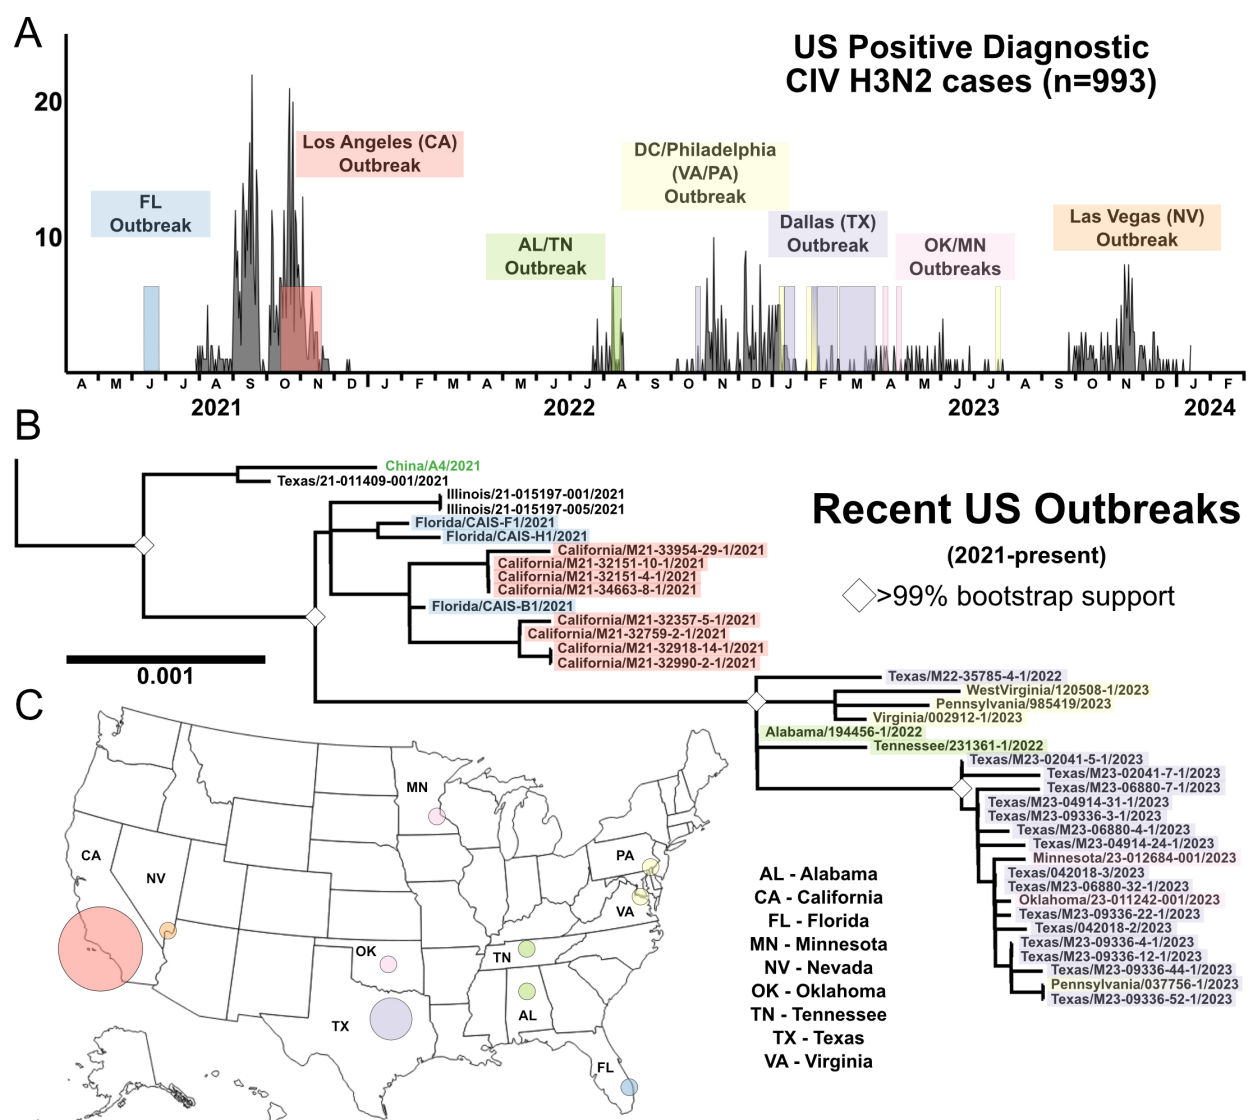 A
US Positive Diagnostic
CIV H3N2 cases (n=993)
20
10
FL
Outbreak
Los Angeles (CA)
Outbreak
AL/TN
Outbreak
DC/Philadelphia
(VA/PA)
Outbreak
Dallas (TX)
Outbreak
OK/MN
Outbreaks
Las Vegas (NV)
Outbreak
A M J J A S O N D J F M A M J J A S O N D J F M A M J J A S O N D J F
2021 2022 2023 2024
B
Recent US Outbreaks
(2021-present)
>99% bootstrap support
China/A4/2021
Texas/21-011409-001/2021
Illinois/21-015197-001/2021
Illinois/21-015197-005/2021
Florida/CAIS-F1/2021
Florida/CAIS-H1/2021
California/M21-33954-29-1/2021
California/M21-32151-10-1/2021
California/M21-32151-4-1/2021
California/M21-34663-8-1/2021
Florida/CAIS-B1/2021
California/M21-32357-5-1/2021
California/M21-32759-2-1/2021
California/M21-32918-14-1/2021
California/M21-32990-2-1/2021
0.001
Texas/M22-35785-4-1/2022
WestVirginia/120508-1/2023
Pennsylvania/985419/2023
Virginia/002912-1/2023
Alabama/194456-1/2022
Tennessee/231361-1/2022
Texas/M23-02041-5-1/2023
Texas/M23-02041-7-1/2023
Texas/M23-06880-7-1/2023
Texas/M23-04914-31-1/2023
Texas/M23-09336-3-1/2023
Texas/M23-06880-4-1/2023
Texas/M23-04914-24-1/2023
Minnesota/23-012684-001/2023
Texas/042018-3/2023
Texas/M23-06880-32-1/2023
Oklahoma/23-011242-001/2023
Texas/M23-09336-22-1/2023
Texas/042018-2/2023
Texas/M23-09336-4-1/2023
Texas/M23-09336-12-1/2023
Texas/M23-09336-44-1/2023
Pennsylvania/037756-1/2023
Texas/M23-09336-52-1/2023
C
MN
CA
NV
PA
VA
OK
TN
TX
AL
FL
AL - Alabama
CA - California
FL - Florida
MN - Minnesota
NV - Nevada
OK - Oklahoma
TN - Tennessee
TX - Texas
VA - Virginia